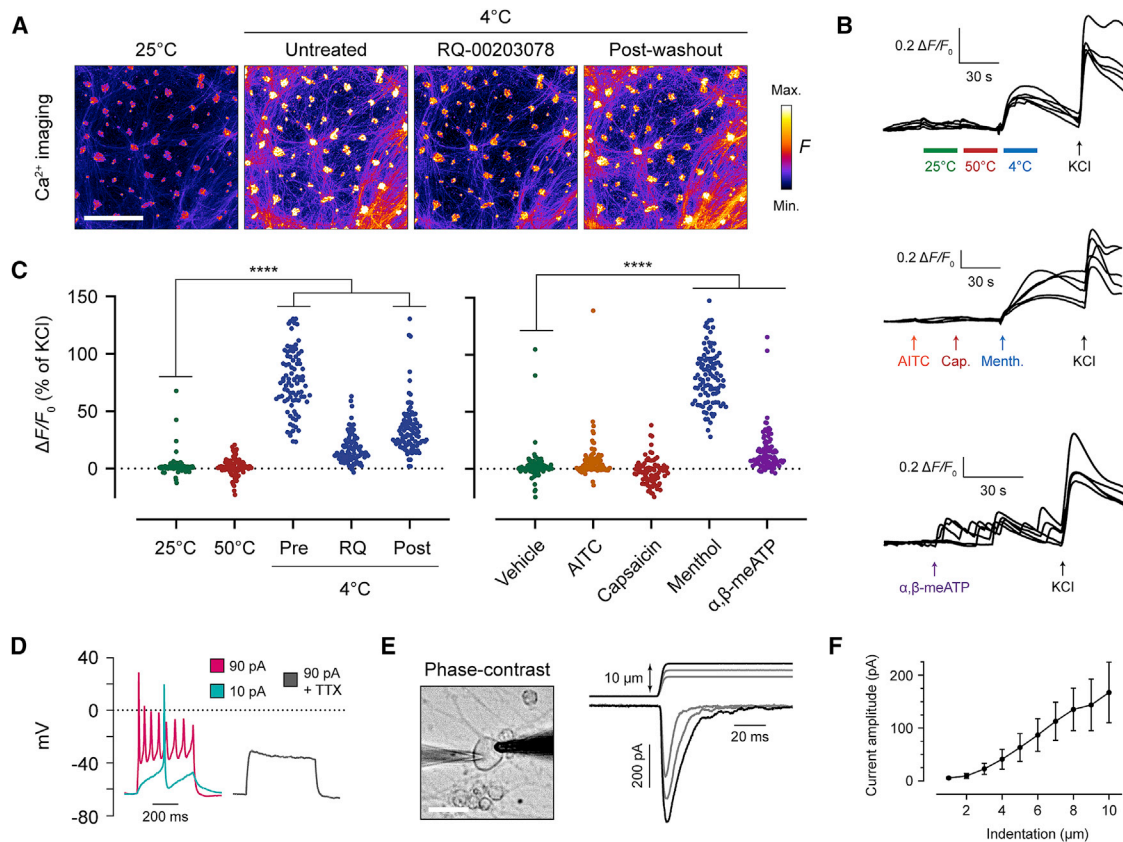 A
4°C
25°C Untreated RQ-00203078 Post-washout
Ca²⁺ imaging
Max.
F
Min.
B
0.2 ΔF/F₀
30 s
25°C 50°C 4°C KCl
0.2 ΔF/F₀
30 s
AITC Cap. Menth. KCl
0.2 ΔF/F₀
30 s
α,β-meATP KCl
C
**** ****
ΔF/F₀ (% of KCl)
150
100
50
0
25°C 50°C Pre RQ Post
4°C
Vehicle AITC Capsaicin Menthol α,β-meATP
D
mV
40
0
-40
-80
90 pA
10 pA
90 pA
+ TTX
200 ms
E
Phase-contrast
10 μm
200 pA
20 ms
F
Current amplitude (pA)
200
150
100
50
0
2 4 6 8 10
Indentation (μm)